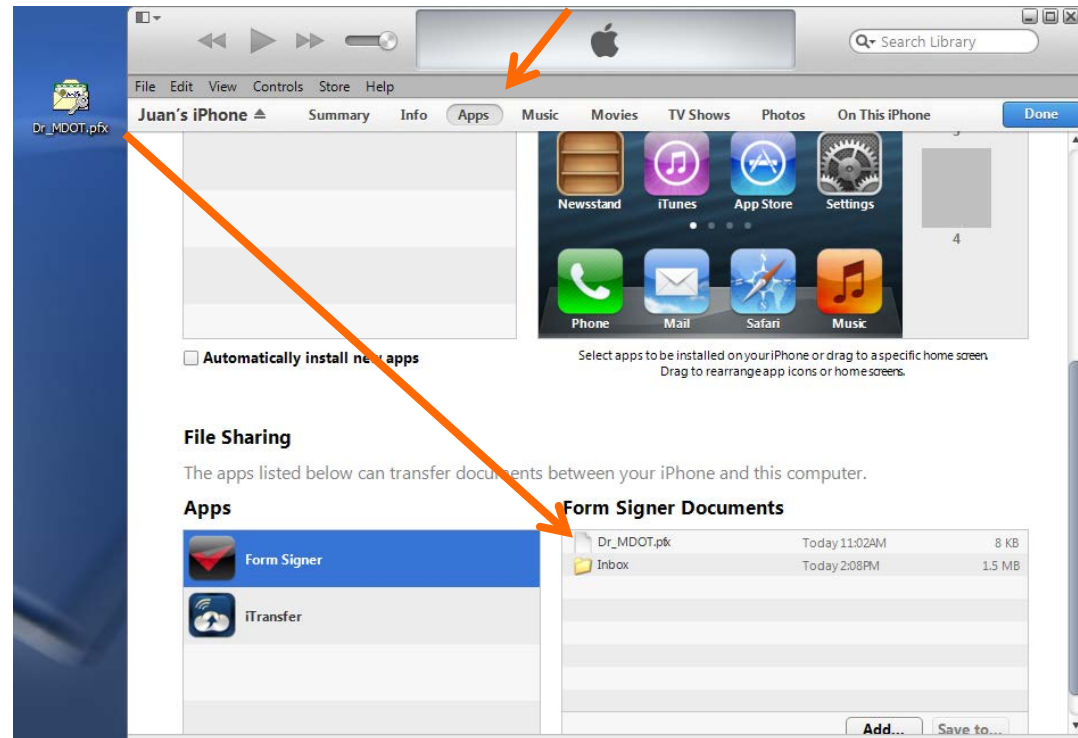 Search Library
File Edit View Controls Store Help
Dr_MDOT.pfx
Juan's iPhone Summary Info Apps Music Movies TV Shows Photos On This iPhone Done
Newsstand iTunes App Store Settings
4
Phone Mail Safari Music
Automatically install new apps
Select apps to be installed on your iPhone or drag to a specific home screen.
Drag to rearrange app icons or home screens.
File Sharing
The apps listed below can transfer documents between your iPhone and this computer.
Apps
Form Signer Documents
Form Signer
iTransfer
Dr_MDOT.pfx Today 11:02AM 8 KB
Inbox Today 2:08PM 1.5 MB
Add... Save to...